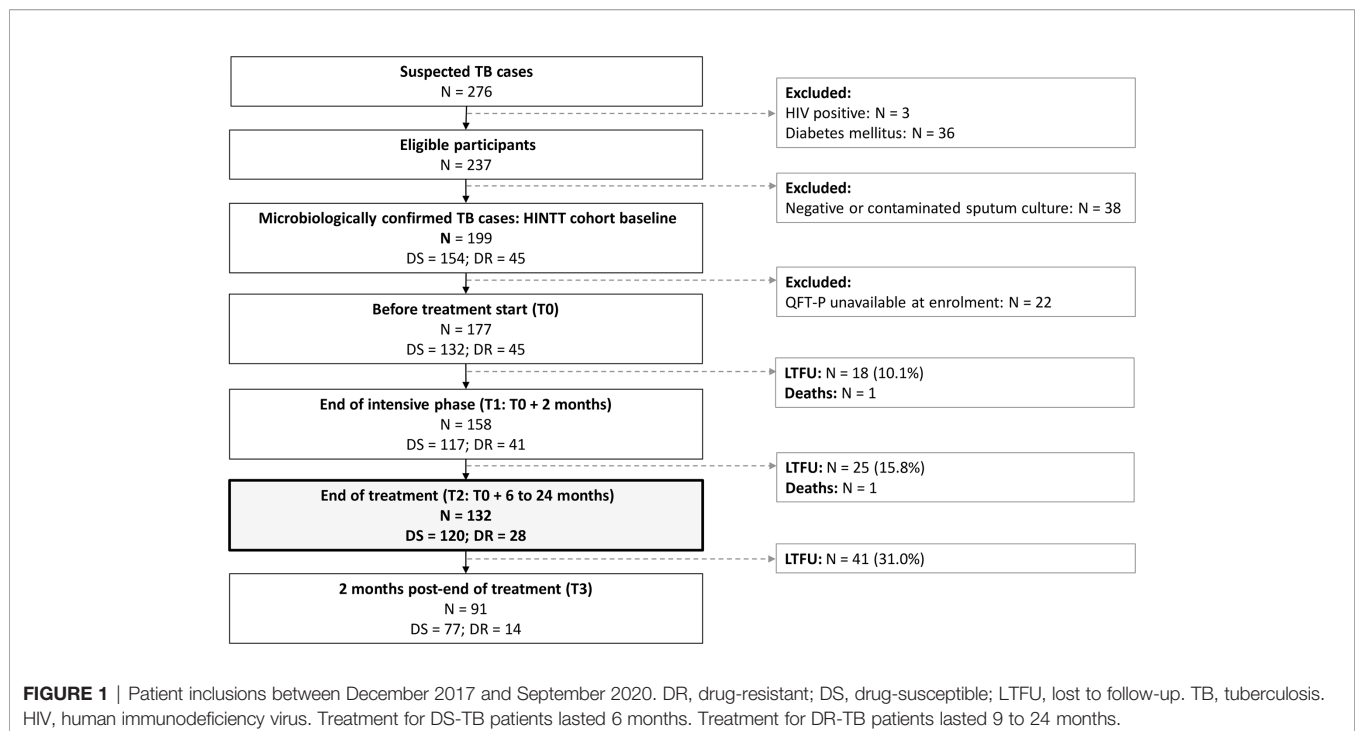 Suspected TB cases
N = 276
Excluded:
HIV positive: N = 3
Diabetes mellitus: N = 36
Eligible participants
N = 237
Excluded:
Negative or contaminated sputum culture: N = 38
Microbiologically confirmed TB cases: HINTT cohort baseline
N = 199
DS = 154; DR = 45
Excluded:
QFT-P unavailable at enrolment: N = 22
Before treatment start (T0)
N = 177
DS = 132; DR = 45
LTFU: N = 18 (10.1%)
Deaths: N = 1
End of intensive phase (T1: T0 + 2 months)
N = 158
DS = 117; DR = 41
LTFU: N = 25 (15.8%)
Deaths: N = 1
End of treatment (T2: T0 + 6 to 24 months)
N = 132
DS = 120; DR = 28
LTFU: N = 41 (31.0%)
2 months post-end of treatment (T3)
N = 91
DS = 77; DR = 14
FIGURE 1 | Patient inclusions between December 2017 and September 2020. DR, drug-resistant; DS, drug-susceptible; LTFU, lost to follow-up. TB, tuberculosis.
HIV, human immunodeficiency virus. Treatment for DS-TB patients lasted 6 months. Treatment for DR-TB patients lasted 9 to 24 months.